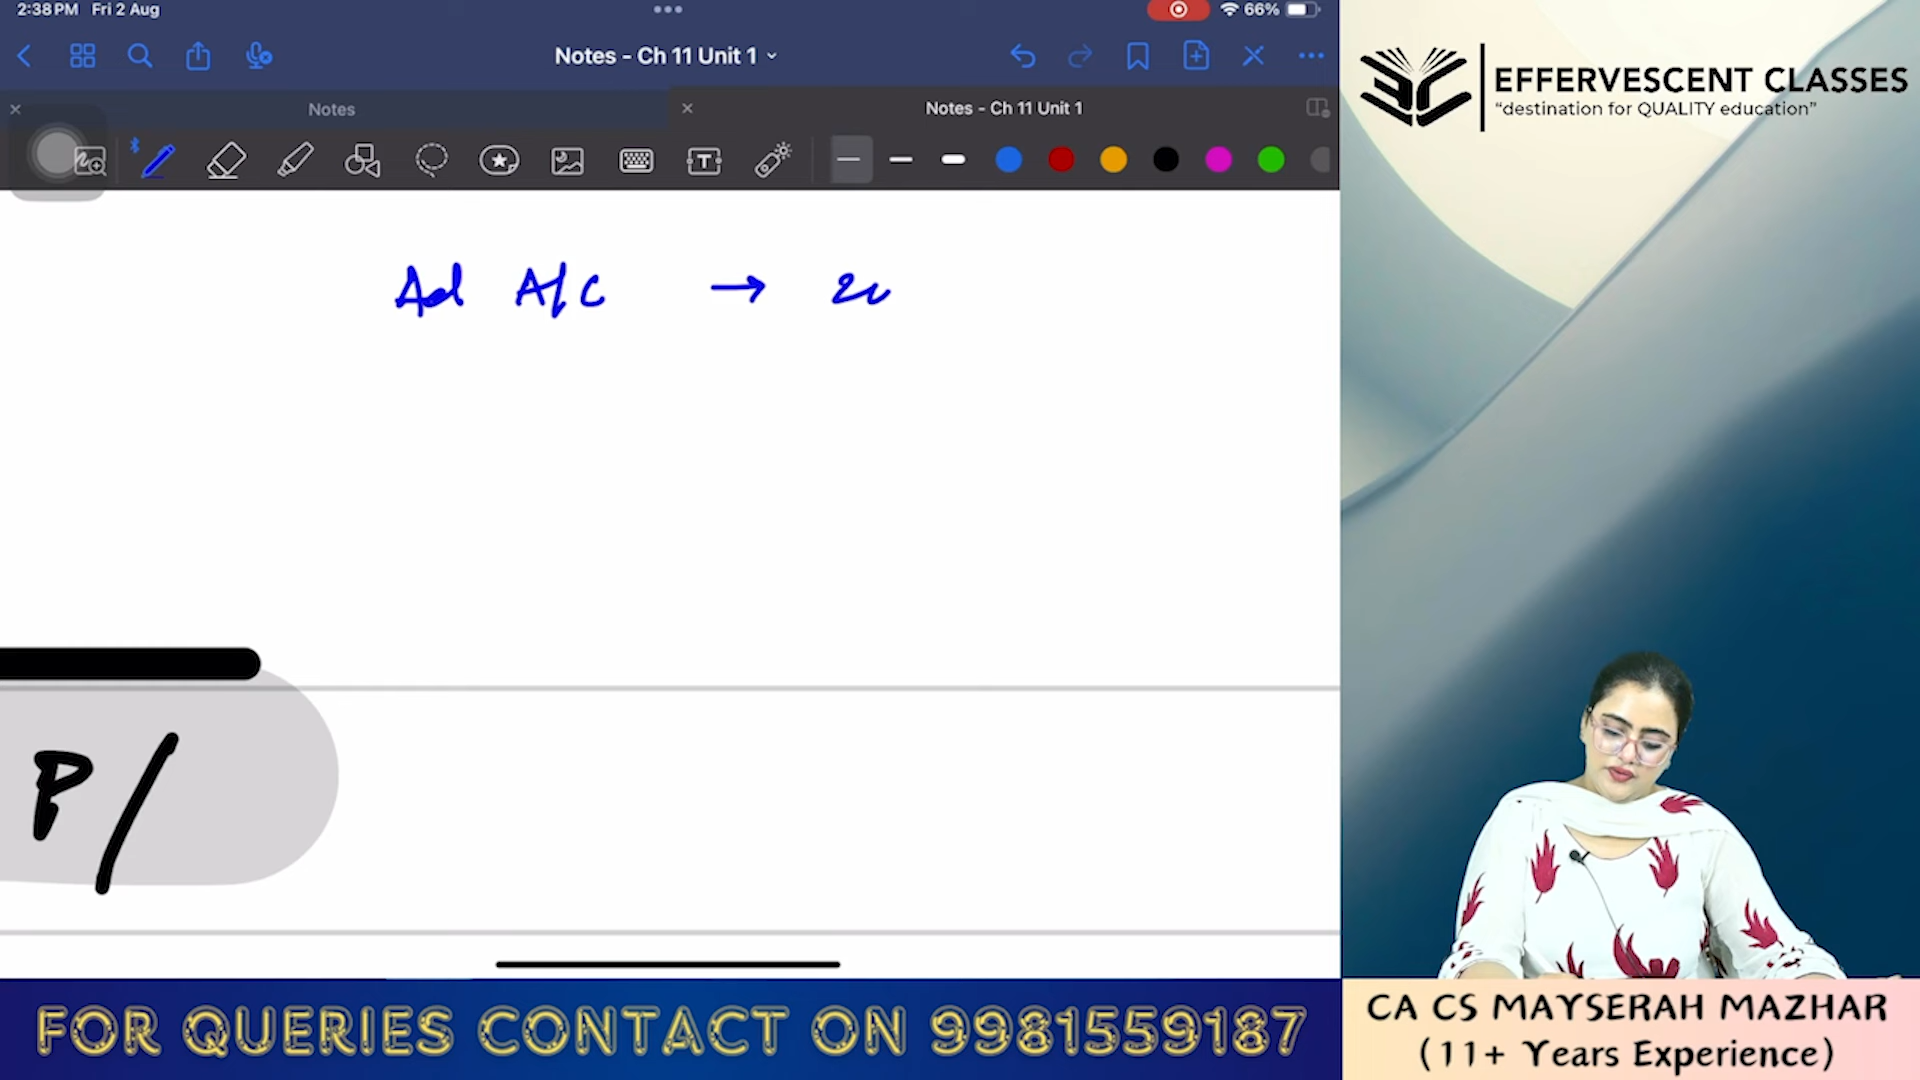 2:38 PM Fri 2 Aug
66%
Notes - Ch 11 Unit 1
Notes
Notes - Ch 11 Unit 1
T
Ad A/c →
P/
EFFERVESCENT CLASSES
"destination for QUALITY education"
FOR QUERIES CONTACT ON 9981559187
CA CS MAYSERAH MAZHAR
(11+ Years Experience)